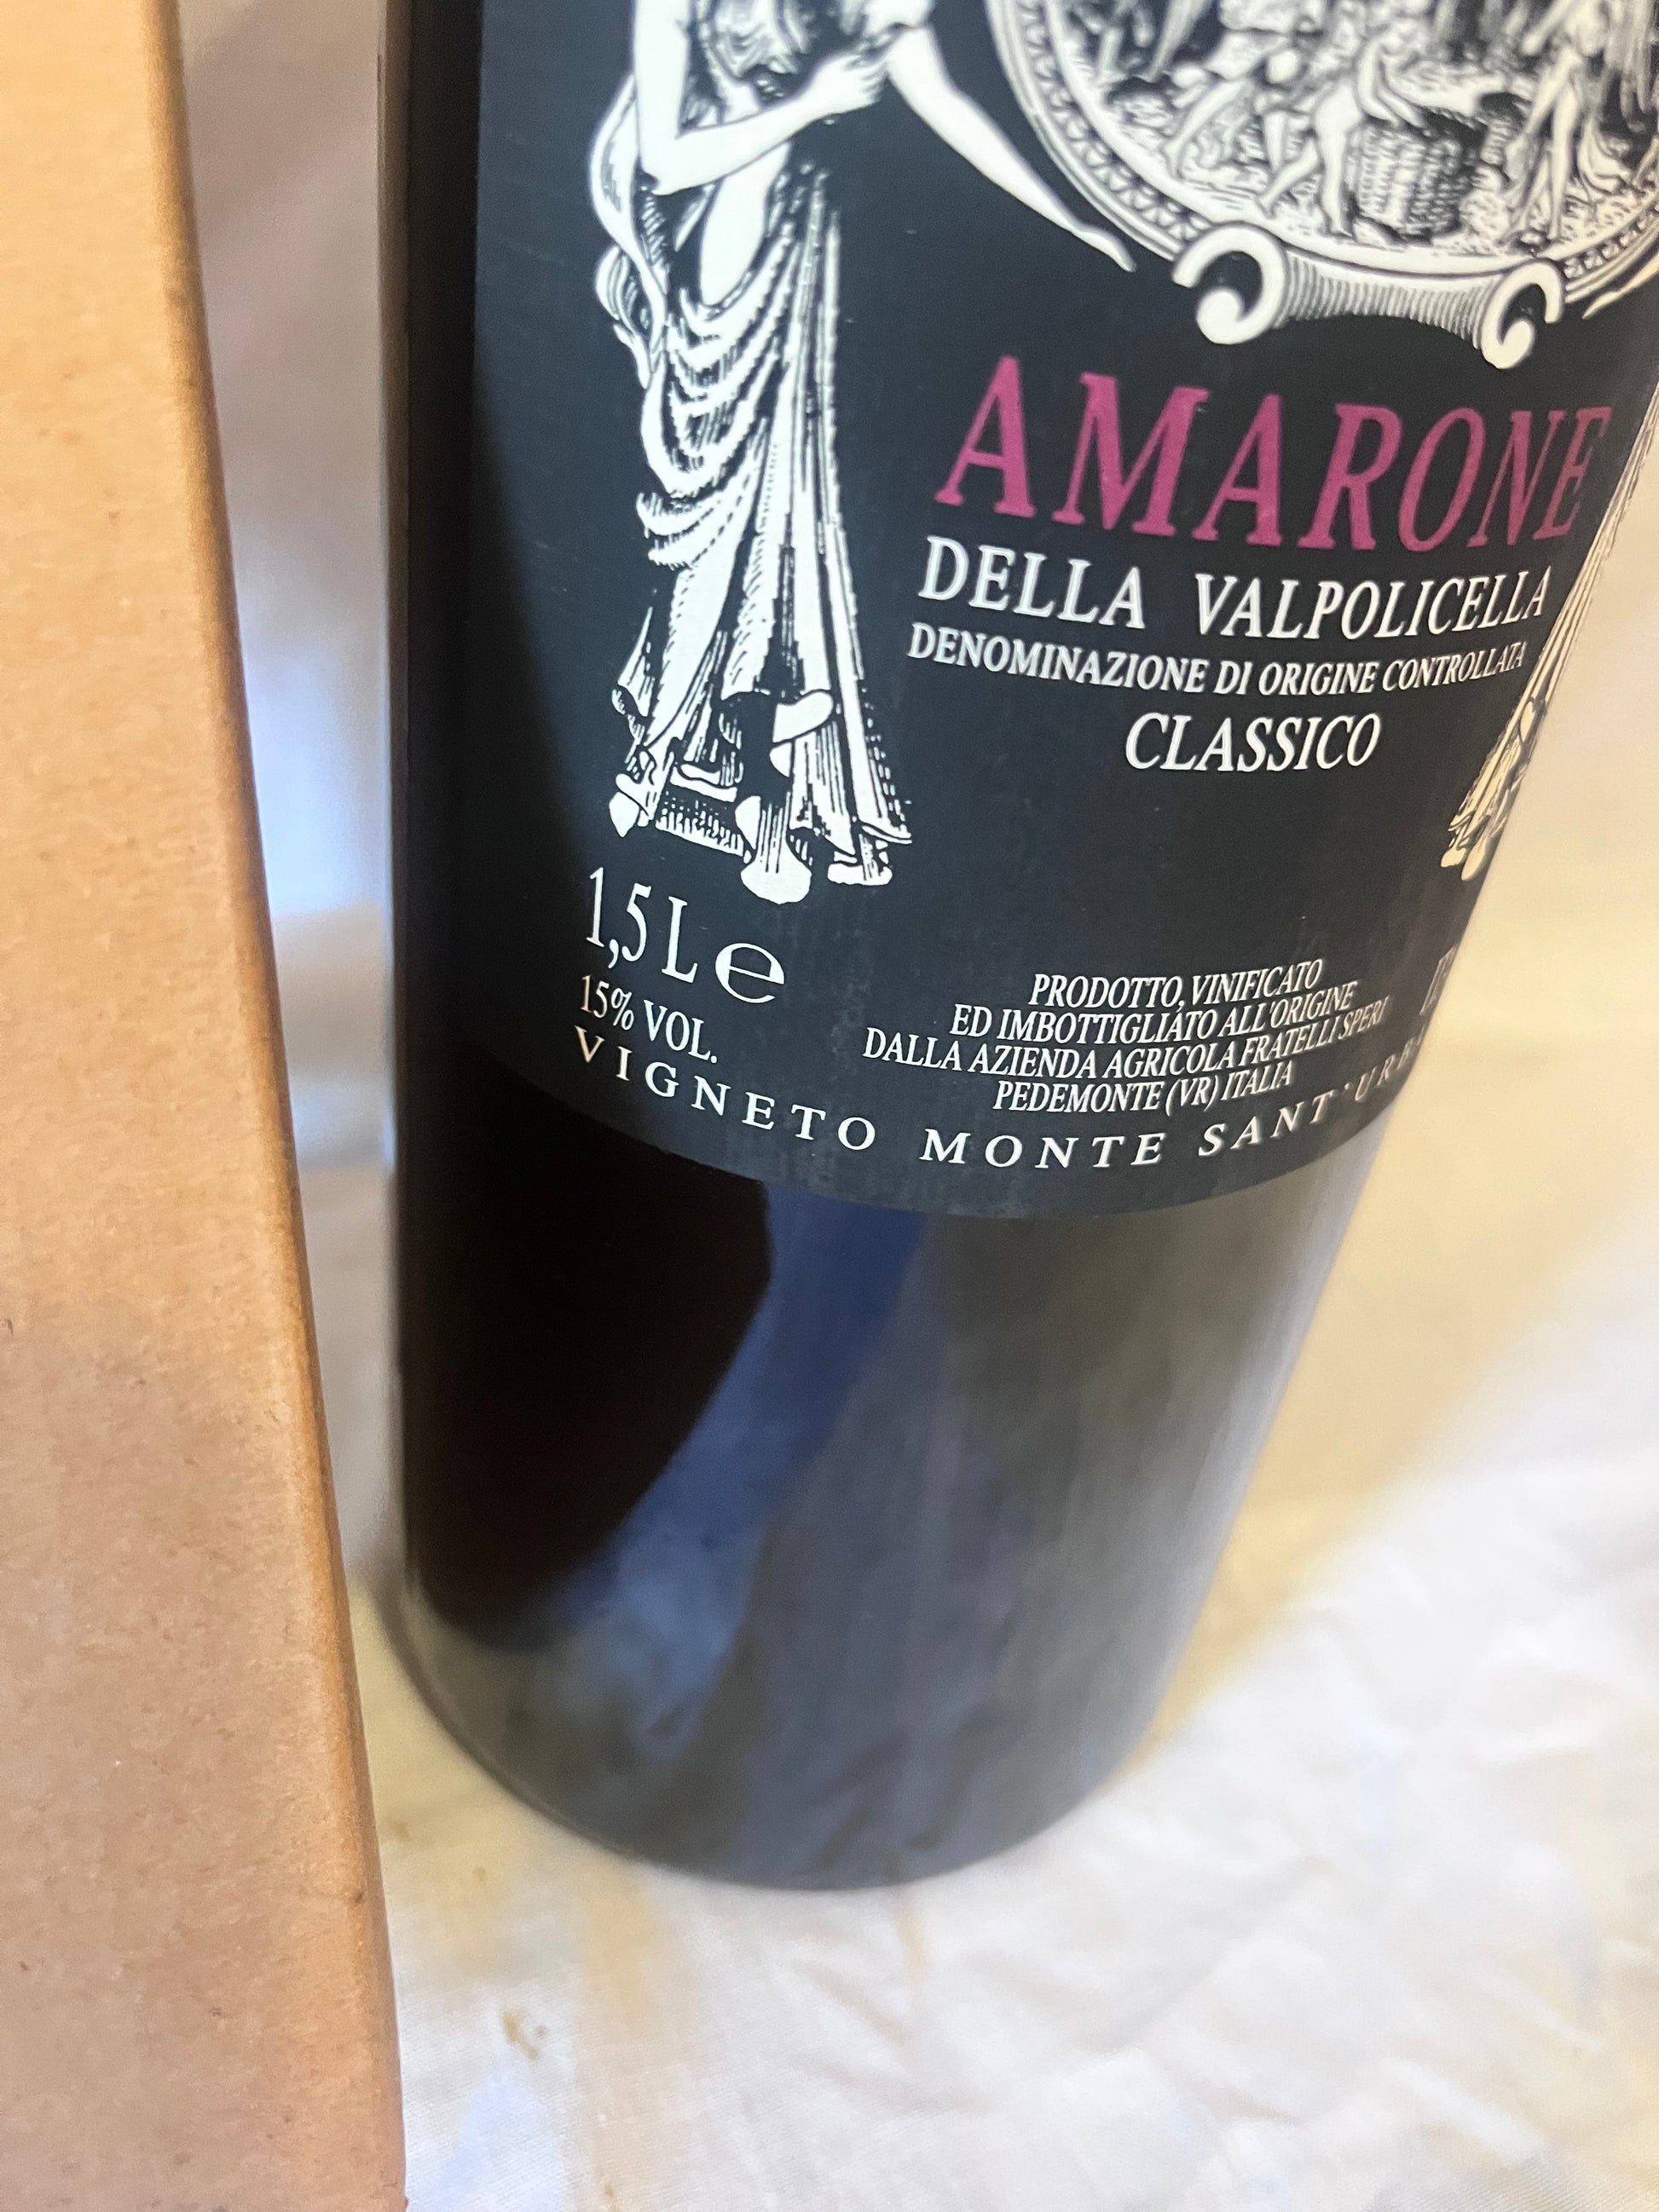 AMARONE
DELLA VALPOLICELLA
DENOMINAZIONE DI ORIGINE CONTROLLATA
CLASSICO
1,5 L e
15% VOL.
PRODOTTO, VINIFICATO
ED IMBOTTIGLIATO ALL'ORIGINE
DALLA AZIENDA AGRICOLA FRATELLI SPERI
PEDEMONTE (VR) ITALIA
VIGNETO MONTE SANT'URB